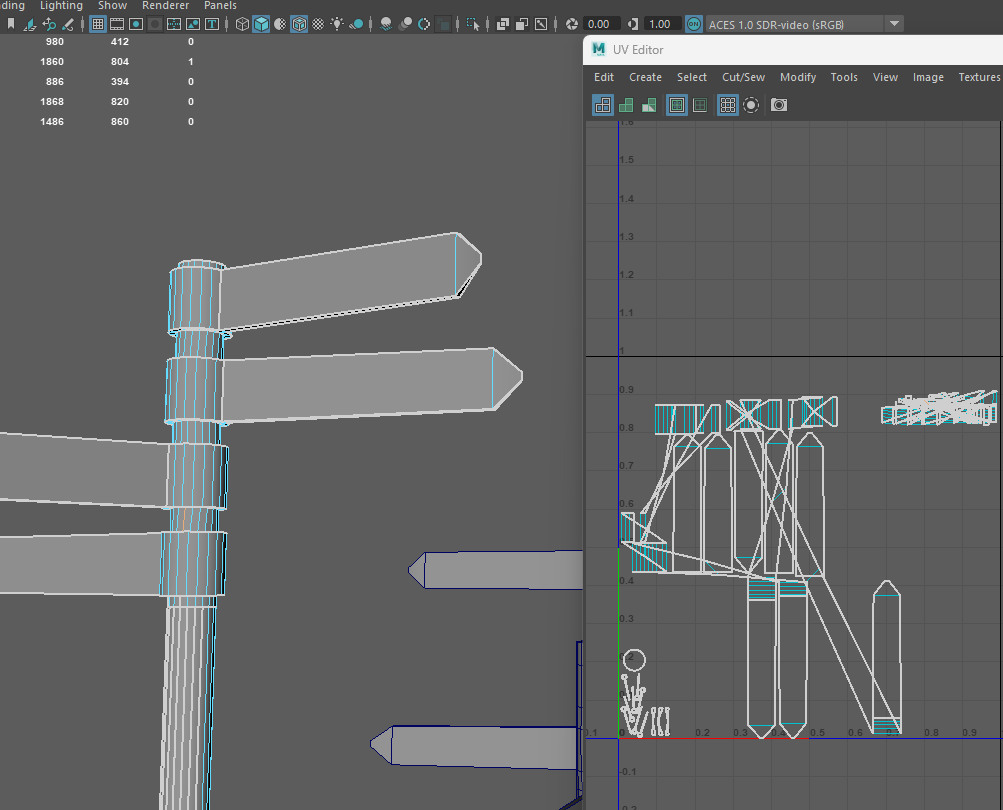 ding Lighting Show Renderer Panels
0.00 1.00 ON ACES 1.0 SDR-video (sRGB)
980 412 0
1860 804 1
886 394 0
1868 820 0
1486 860 0
M UV Editor
Edit Create Select Cut/Sew Modify Tools View Image Textures
1.6
1.5
1.4
1.3
1.2
1.1
1
0.9
0.8
0.7
0.6
0.4
0.3
-0.1
0.1 0 0.2 0.3 0.4 0.5 0.6 0.7 0.8 0.9